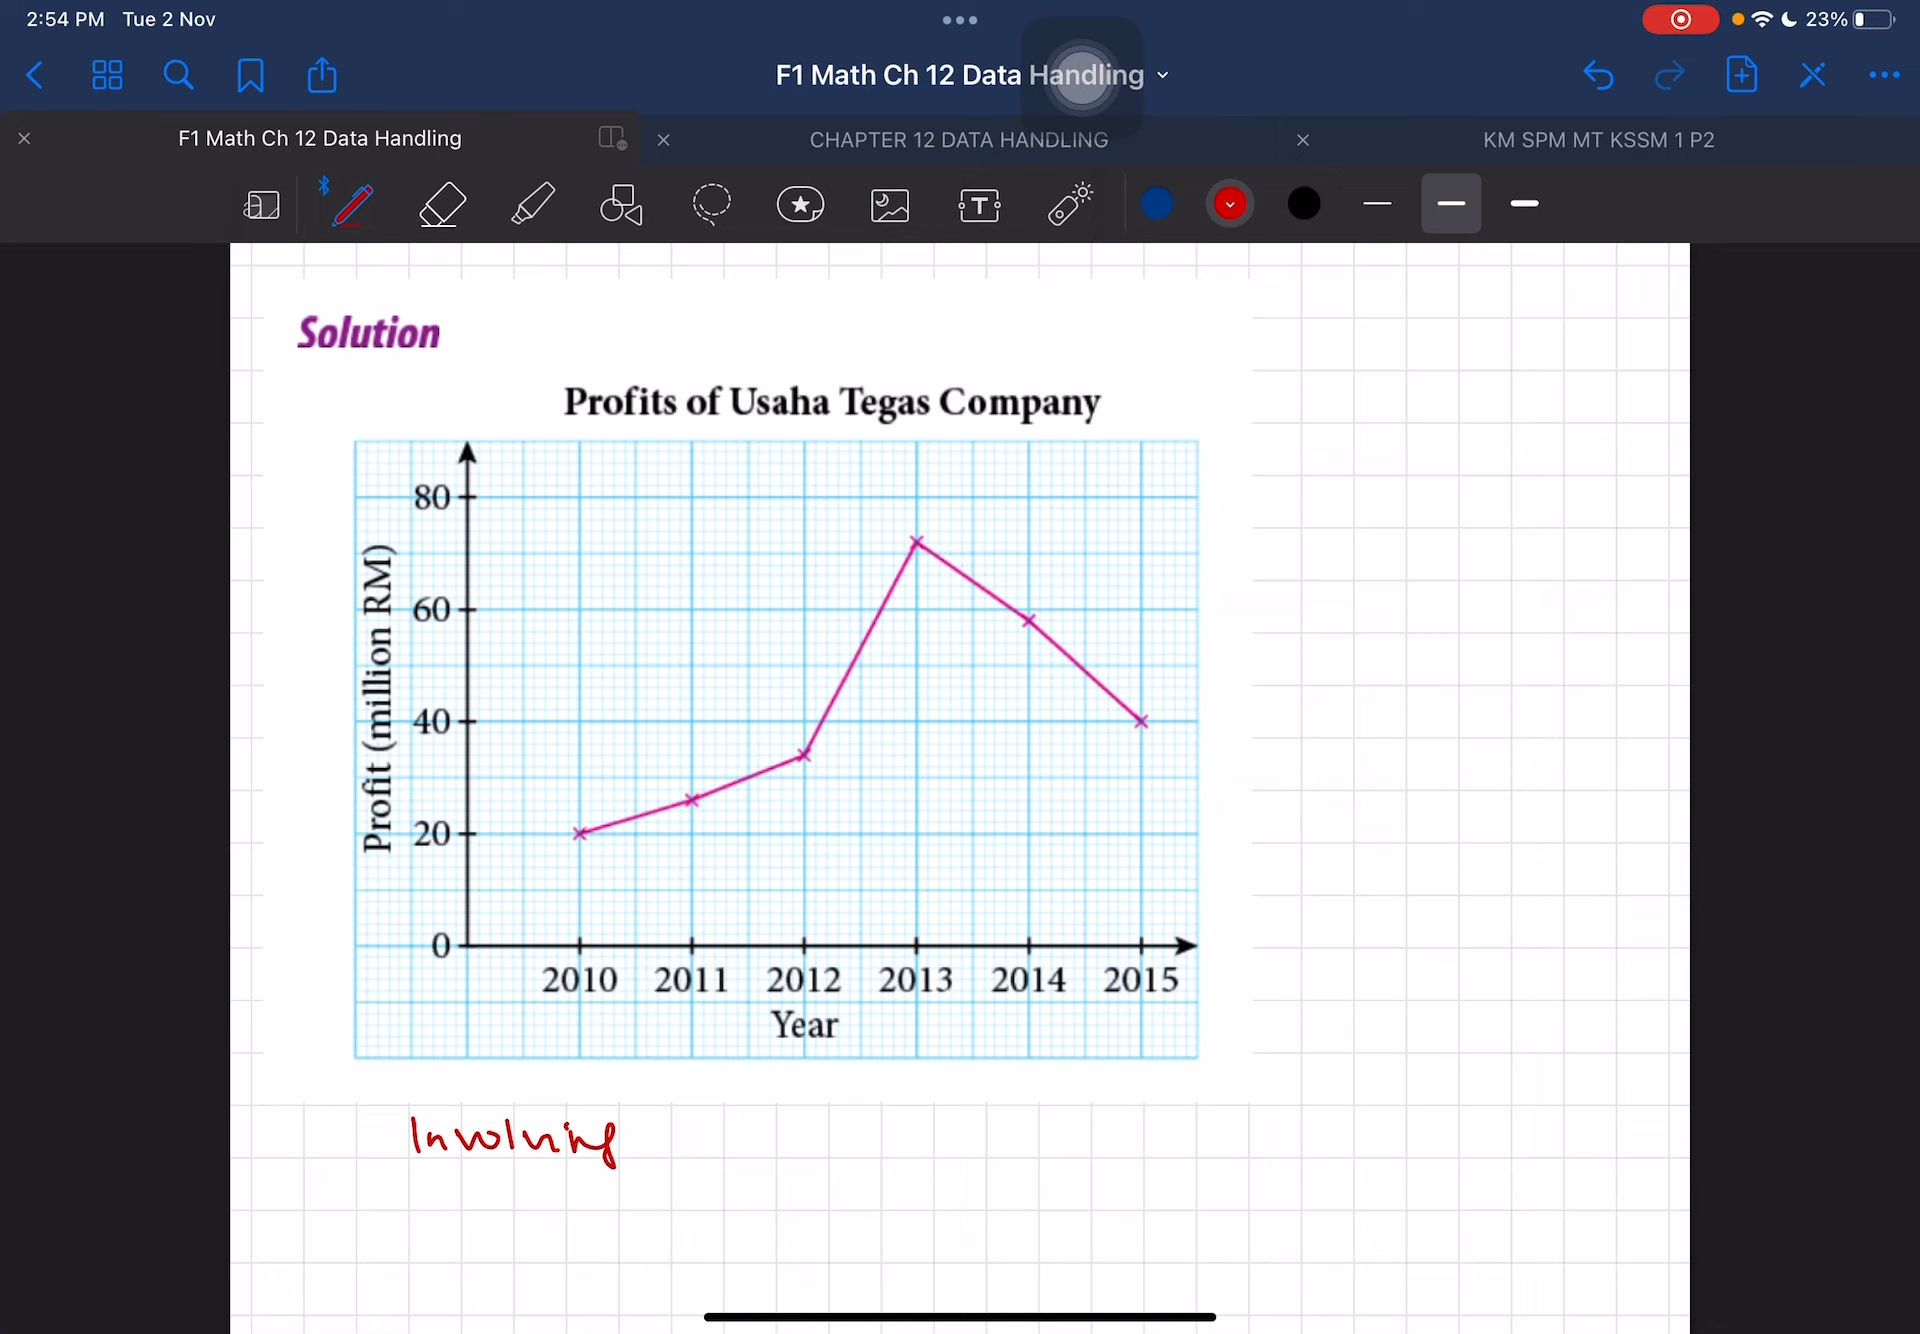 2:54 PM Tue 2 Nov
23%
F1 Math Ch 12 Data Handling
F1 Math Ch 12 Data Handling
CHAPTER 12 DATA HANDLING
KM SPM MT KSSM 1 P2
Solution
Profits of Usaha Tegas Company
Profit (million RM)
80
60
40
20
0
2010 2011 2012 2013 2014 2015
Year
Involving